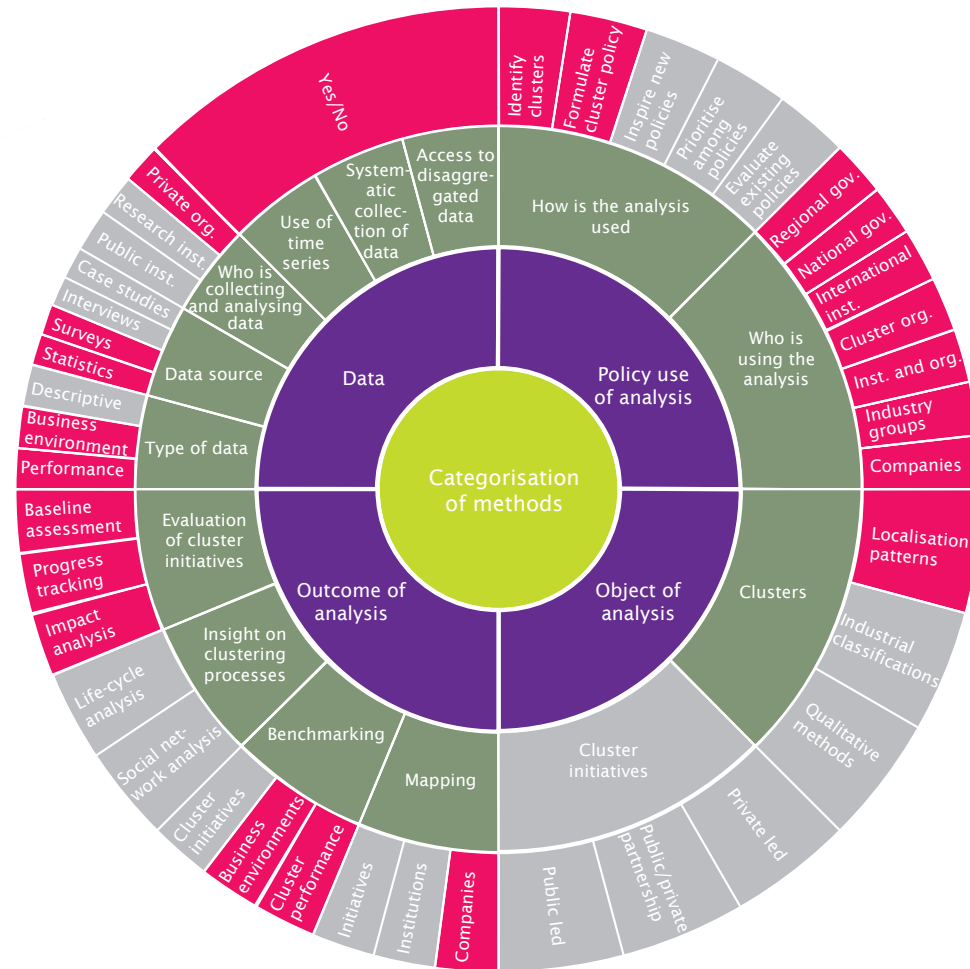 Categorisation
of methods
Policy use
of analysis
How is the analysis
used
Identify
clusters
Formulate
cluster policy
Inspire new
policies
Prioritise
among
policies
Evaluate
existing
policies
Who is
using the
analysis
Regional gov.
National gov.
International
inst.
Cluster org.
Inst. and org.
Industry
groups
Companies
Object of
analysis
Clusters
Localisation
patterns
Industrial
classifications
Qualitative
methods
Cluster
initiatives
Private led
Public/private
partnership
Public led
Outcome of
analysis
Mapping
Companies
Institutions
Initiatives
Benchmarking
Cluster
performance
Business
environments
Cluster
initiatives
Insight on
clustering
processes
Social net-
work analysis
Life-cycle
analysis
Evaluation
of cluster
initiatives
Impact
analysis
Progress
tracking
Baseline
assessment
Data
Type of data
Performance
Business
environment
Descriptive
Data source
Statistics
Surveys
Interviews
Case studies
Who is
collecting
and analysing
data
Public inst.
Research inst.
Private org.
Use of
time
series
System-
atic
collec-
tion of
data
Access to
disaggre-
gated
data
Yes/No